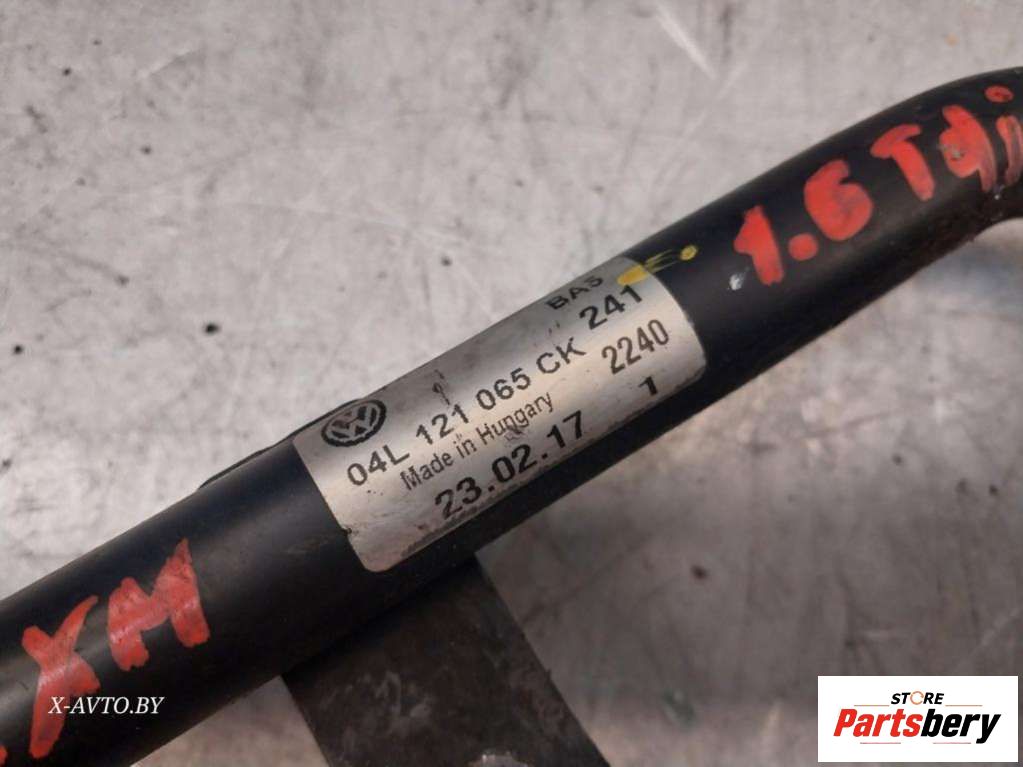 1.6 Tdi
BAS
04L 121 065 CK 241
Made in Hungary 2240
23.02.17 1
XM
X-AVTO.BY
STORE
Partsbery